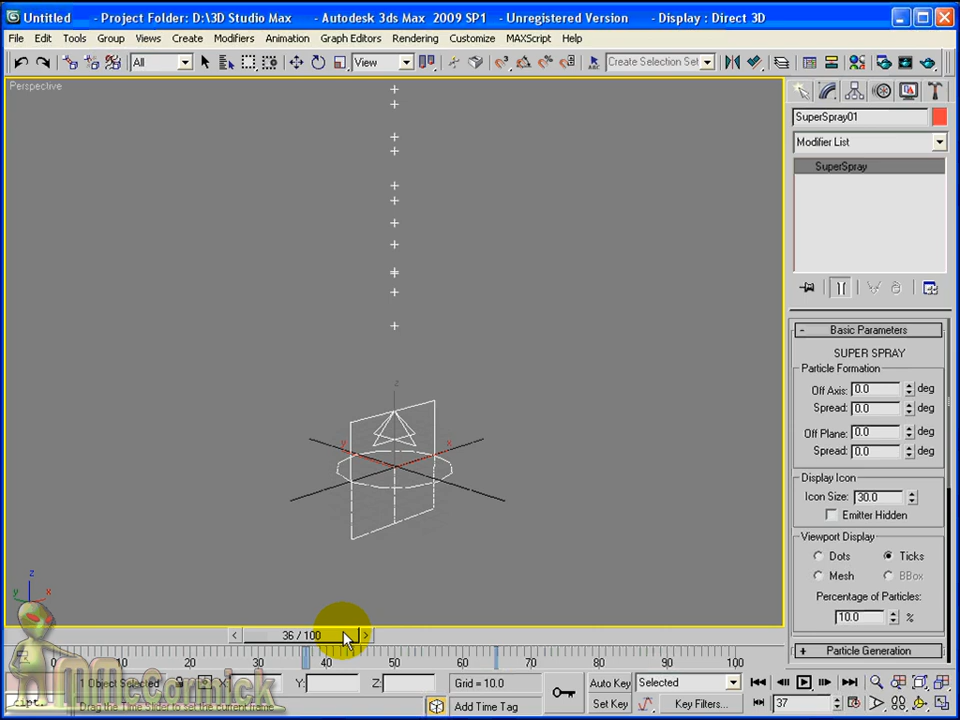 Untitled - Project Folder: D:\3D Studio Max - Autodesk 3ds Max 2009 SP1 - Unregistered Version - Display : Direct 3D
File Edit Tools Group Views Create Modifiers Animation Graph Editors Rendering Customize MAXScript Help
All View Create Selection Set
Perspective
SuperSpray01
Modifier List
SuperSpray
Basic Parameters
SUPER SPRAY
Particle Formation
Off Axis: 0.0 deg
Spread: 0.0 deg
Off Plane: 0.0 deg
Spread: 0.0 deg
Display Icon
Icon Size: 30.0
Emitter Hidden
Viewport Display
Dots Ticks
Mesh BBox
Percentage of Particles:
10.0 %
Particle Generation
z
y x
z
y x
< 36 / 100 >
0 10 20 30 40 50 60 70 80 90 100
1 Object Selected X: Y: Z: Grid = 10.0 Auto Key Selected
MMcCormick
Drag the Time Slider to set the current frame
Add Time Tag Set Key Key Filters... 37